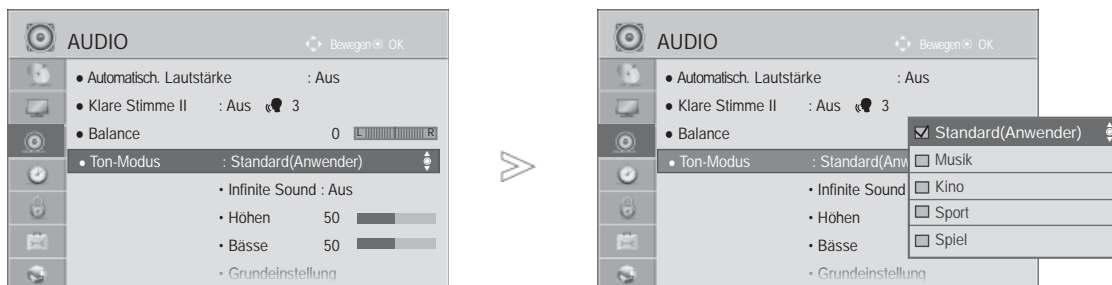 AUDIO
Bewegen OK
● Automatisch. Lautstärke : Aus
● Klare Stimme II : Aus 3
● Balance 0 L R
● Ton-Modus : Standard(Anwender)
• Infinite Sound : Aus
• Höhen 50
• Bässe 50
• Grundeinstellung
AUDIO
Bewegen OK
● Automatisch. Lautstärke : Aus
● Klare Stimme II : Aus 3
● Balance
● Ton-Modus : Standard(Anw
• Infinite Sound
• Höhen
• Bässe
• Grundeinstellung
Standard(Anwender)
Musik
Kino
Sport
Spiel